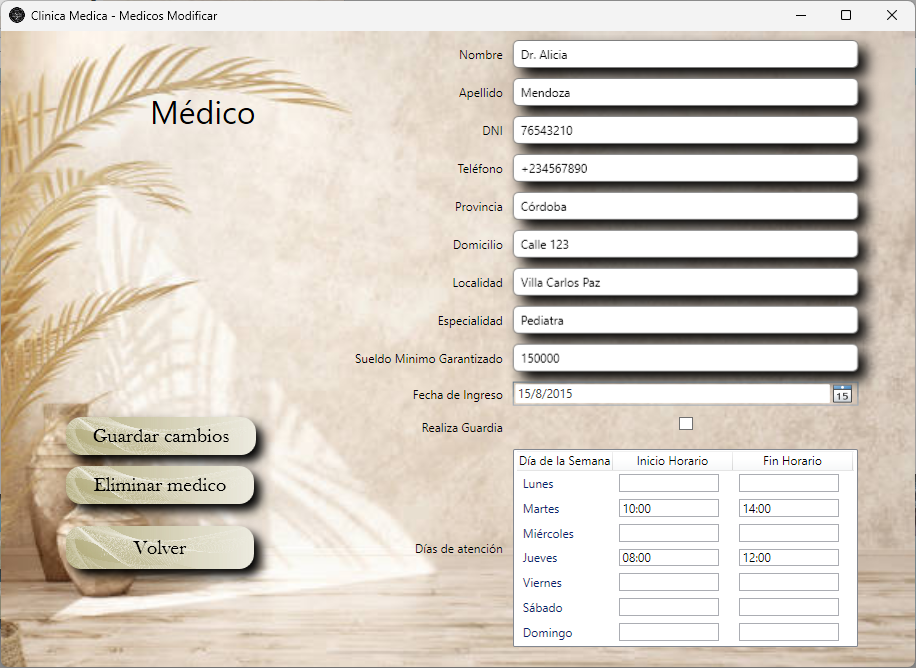 Clinica Medica - Medicos Modificar
Médico
Nombre Dr. Alicia
Apellido Mendoza
DNI 76543210
Teléfono +234567890
Provincia Córdoba
Domicilio Calle 123
Localidad Villa Carlos Paz
Especialidad Pediatra
Sueldo Minimo Garantizado 150000
Fecha de Ingreso 15/8/2015 15
Realiza Guardia
Guardar cambios
Eliminar medico
Volver
Días de atención
Día de la Semana Inicio Horario Fin Horario
Lunes
Martes 10:00 14:00
Miércoles
Jueves 08:00 12:00
Viernes
Sábado
Domingo